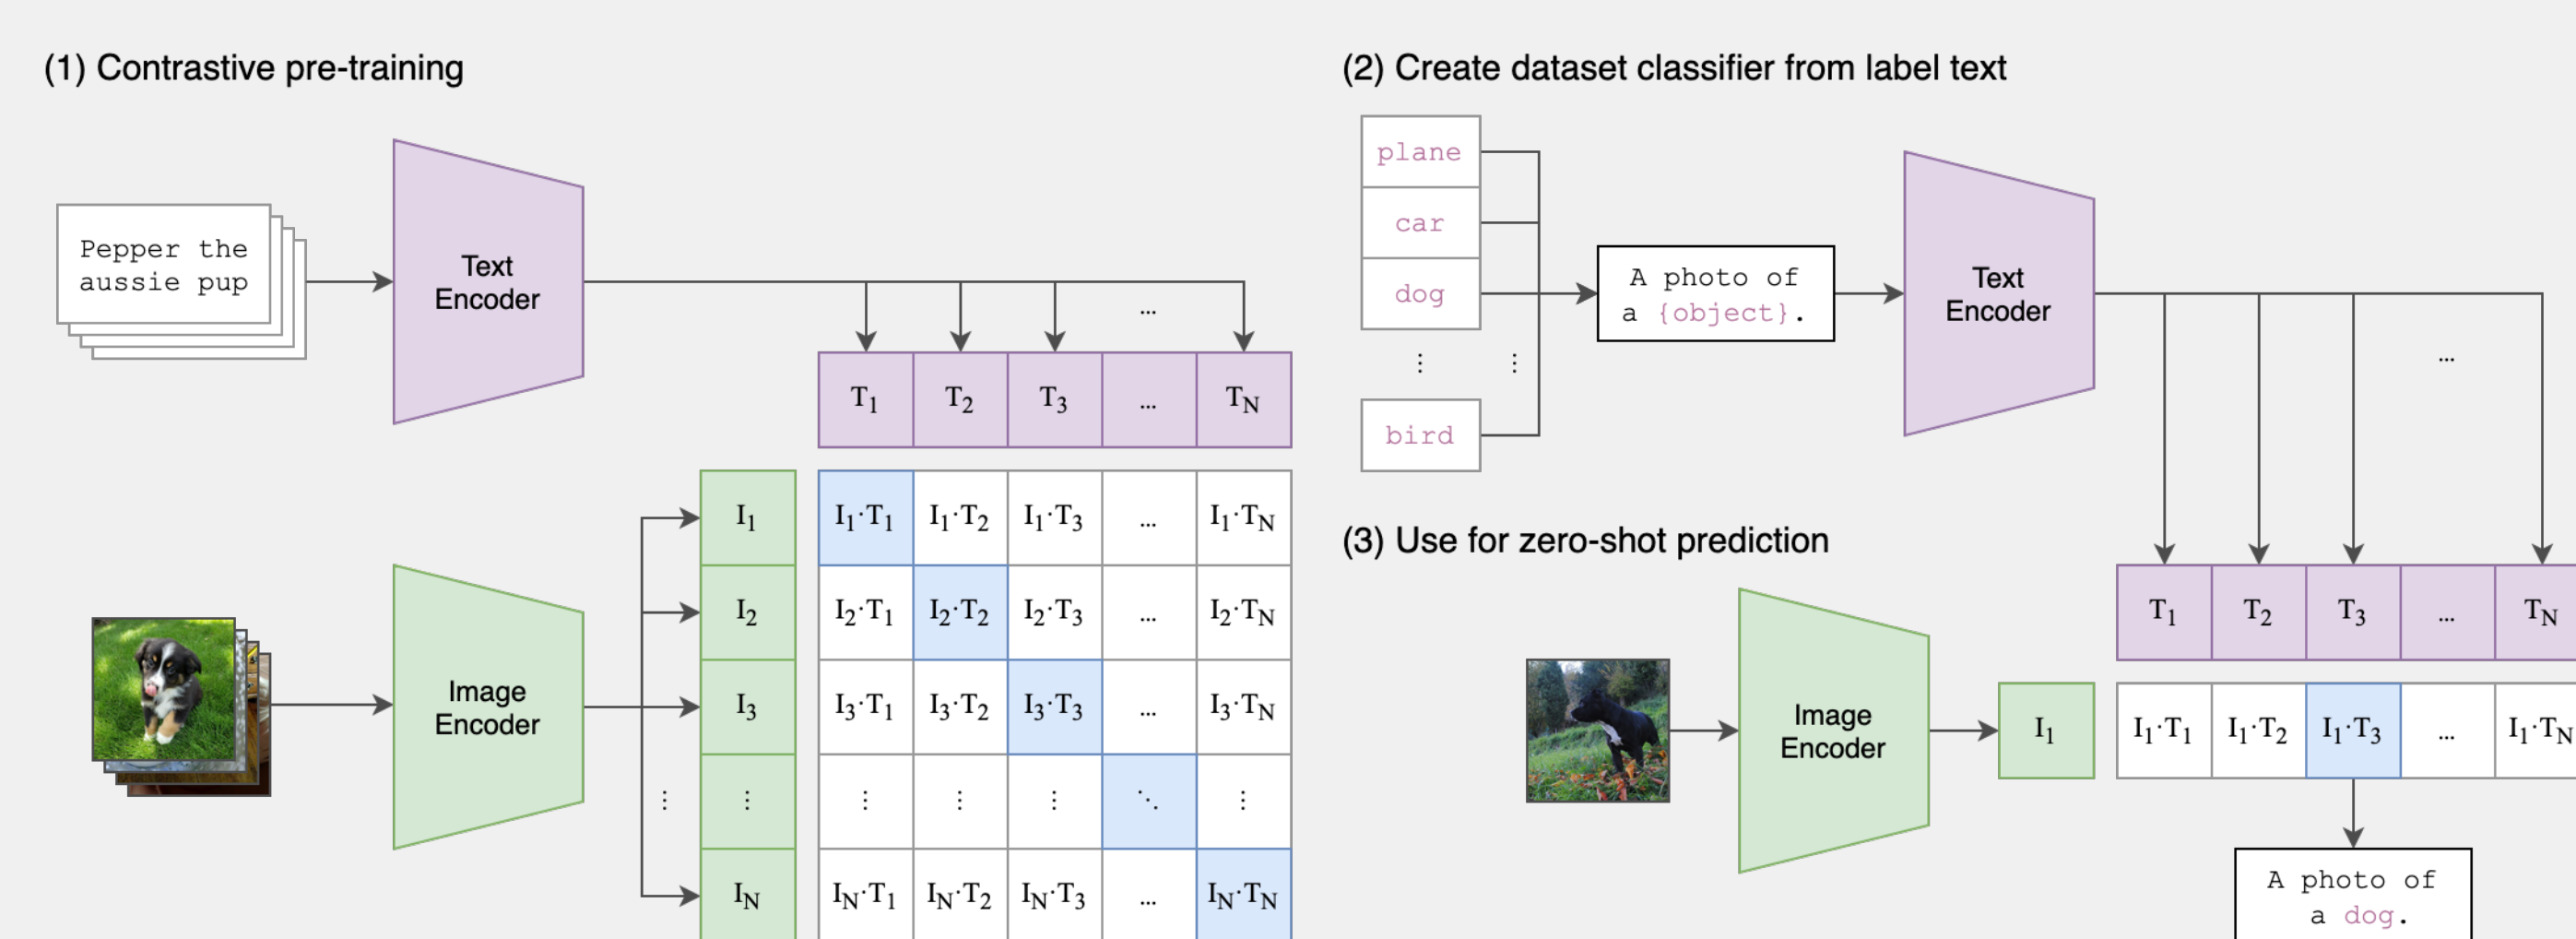 (1) Contrastive pre-training
Pepper the
aussie pup
Text
Encoder
...
T1 T2 T3 ... TN
Image
Encoder
I1 I1·T1 I1·T2 I1·T3 ... I1·TN
I2 I2·T1 I2·T2 I2·T3 ... I2·TN
I3 I3·T1 I3·T2 I3·T3 ... I3·TN
⋮ ⋮ ⋮ ⋮ ⋮ ⋱ ⋮
IN IN·T1 IN·T2 IN·T3 ... IN·TN
(2) Create dataset classifier from label text
plane
car
dog
⋮ ⋮
bird
A photo of
a {object}.
Text
Encoder
...
(3) Use for zero-shot prediction
T1 T2 T3 ... TN
Image
Encoder
I1 I1·T1 I1·T2 I1·T3 ... I1·TN
A photo of
a dog.